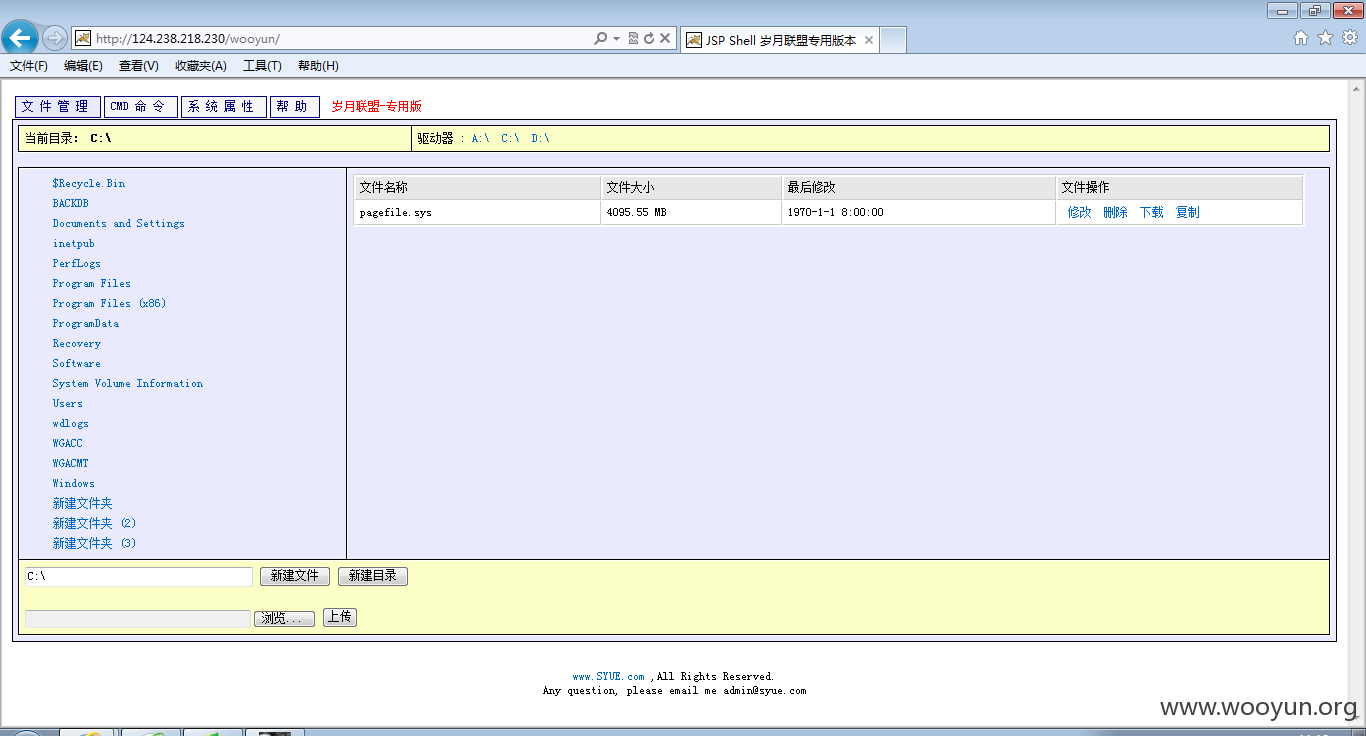 http://124.238.218.230/wooyun/
JSP Shell 岁月联盟专用版本
文件(F) 编辑(E) 查看(V) 收藏夹(A) 工具(T) 帮助(H)
文件管理 CMD命令 系统属性 帮助 岁月联盟-专用版
当前目录: C:\ 驱动器 : A:\ C:\ D:\
$Recycle.Bin
BACKDB
Documents and Settings
inetpub
PerfLogs
Program Files
Program Files (x86)
ProgramData
Recovery
Software
System Volume Information
Users
wdlogs
WGACC
WGACMT
Windows
新建文件夹
新建文件夹 (2)
新建文件夹 (3)
文件名称 文件大小 最后修改 文件操作
pagefile.sys 4095.55 MB 1970-1-1 8:00:00 修改 删除 下载 复制
C:\ 新建文件 新建目录
浏览... 上传
www.SYUE.com ,All Rights Reserved.
Any question, please email me admin@syue.com
www.wooyun.org